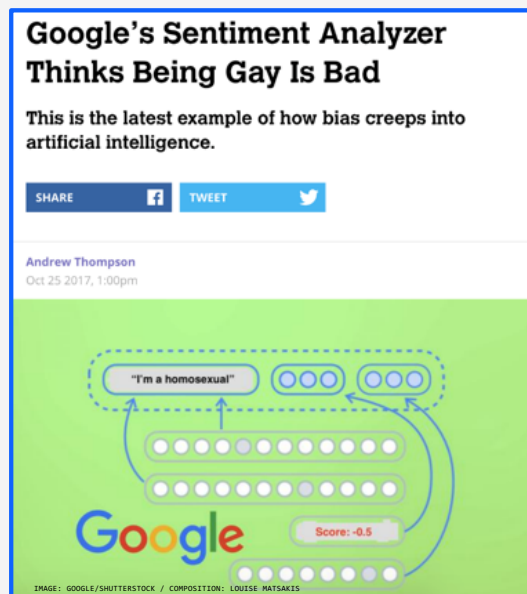 Google’s Sentiment Analyzer
Thinks Being Gay Is Bad
This is the latest example of how bias creeps into
artificial intelligence.
SHARE
TWEET
Andrew Thompson
Oct 25 2017, 1:00pm
"I'm a homosexual"
Google
Score: -0.5
IMAGE: GOOGLE/SHUTTERSTOCK / COMPOSITION: LOUISE MATSAKIS